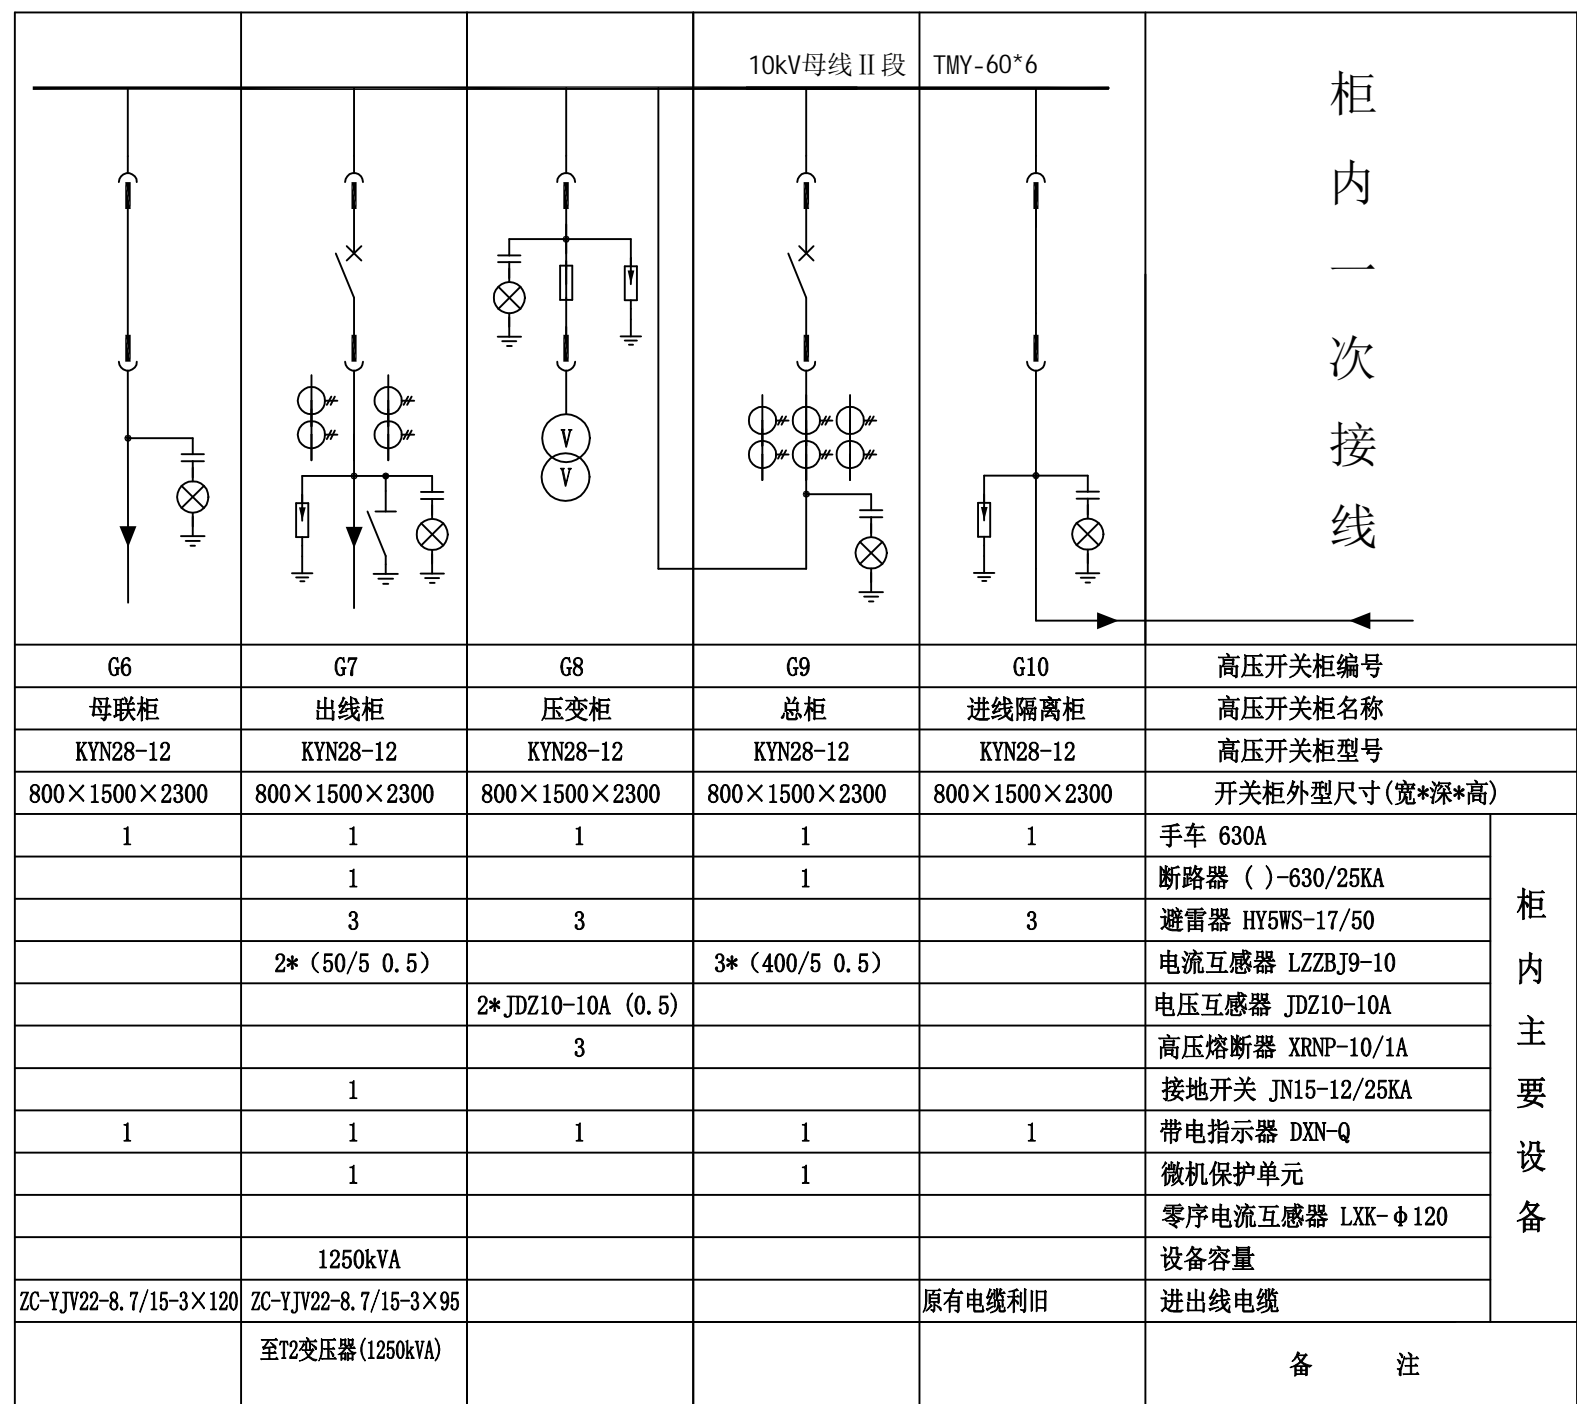 10kV母线Ⅱ段 TMY-60*6
柜内一次接线
V
V
G6 G7 G8 G9 G10 高压开关柜编号
母联柜 出线柜 压变柜 总柜 进线隔离柜 高压开关柜名称
KYN28-12 KYN28-12 KYN28-12 KYN28-12 KYN28-12 高压开关柜型号
800×1500×2300 800×1500×2300 800×1500×2300 800×1500×2300 800×1500×2300 开关柜外型尺寸(宽*深*高)
1 1 1 1 1 手车 630A
1 1 断路器 ( )-630/25KA
3 3 3 避雷器 HY5WS-17/50
2*（50/5 0.5） 3*（400/5 0.5） 电流互感器 LZZBJ9-10
2*JDZ10-10A (0.5) 电压互感器 JDZ10-10A
3 高压熔断器 XRNP-10/1A
1 接地开关 JN15-12/25KA
1 1 1 1 1 带电指示器 DXN-Q
1 1 微机保护单元
零序电流互感器 LXK-φ120
1250kVA 设备容量
ZC-YJV22-8.7/15-3×120 ZC-YJV22-8.7/15-3×95 原有电缆利旧 进出线电缆
柜内主要设备
至T2变压器(1250kVA) 备 注